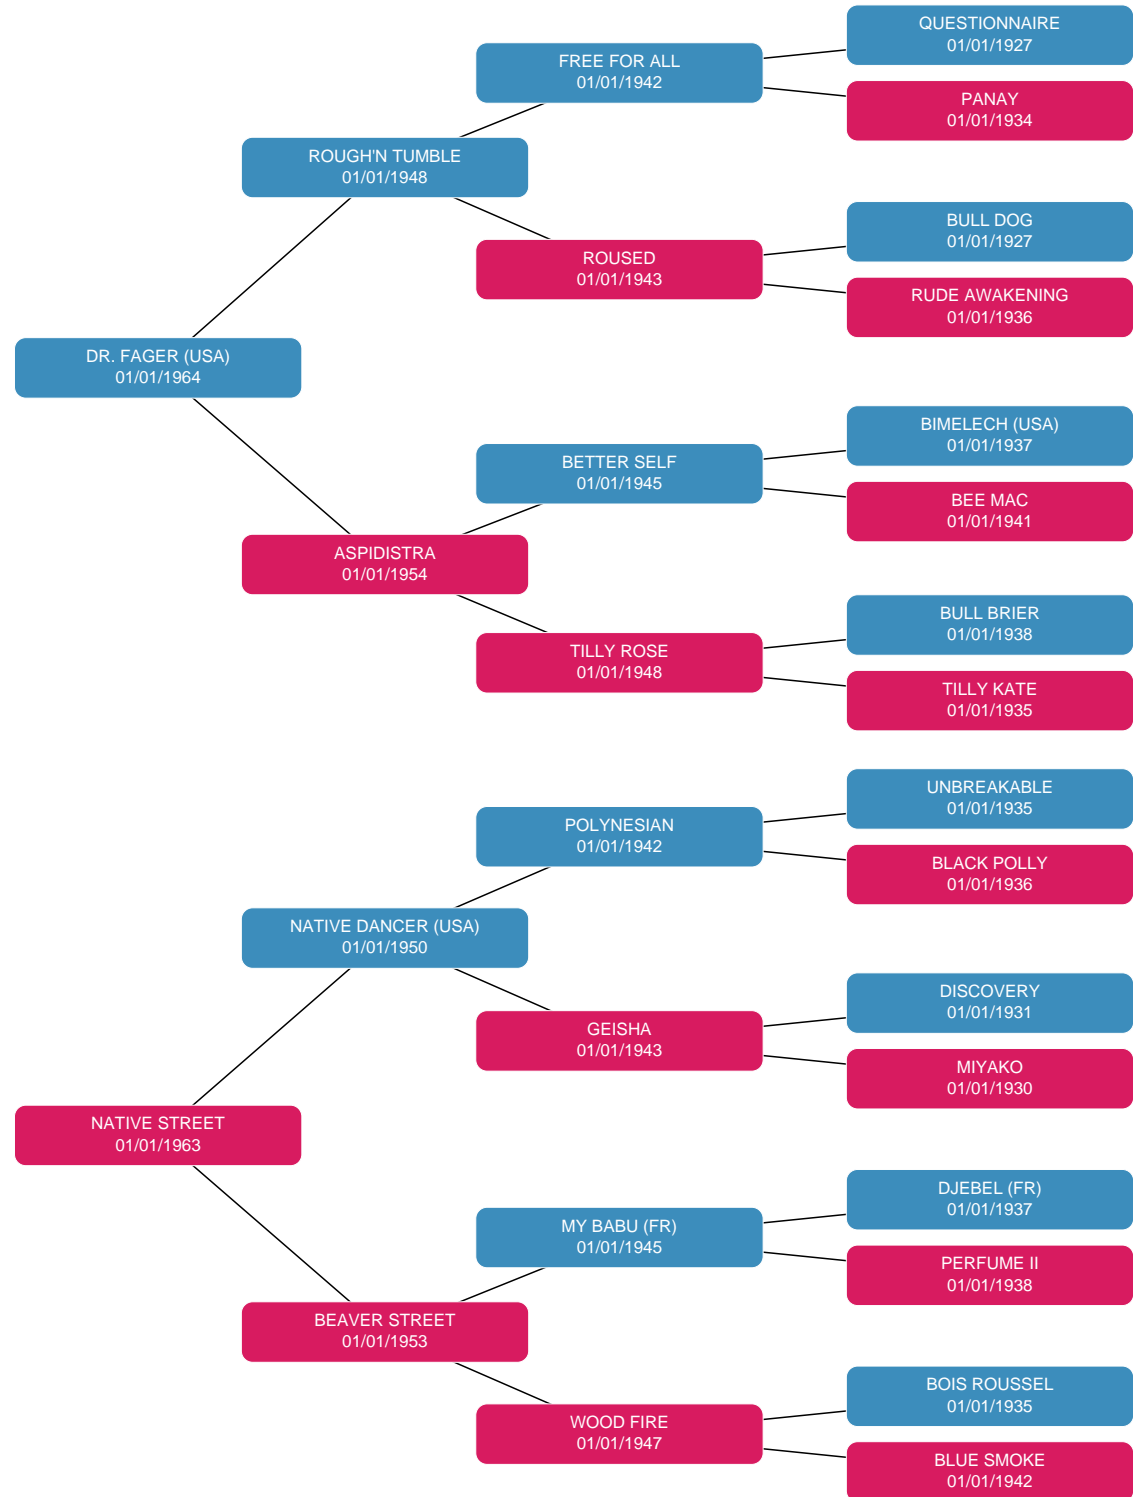 QUESTIONNAIRE
01/01/1927
FREE FOR ALL
01/01/1942
PANAY
01/01/1934
ROUGH'N TUMBLE
01/01/1948
BULL DOG
01/01/1927
ROUSED
01/01/1943
RUDE AWAKENING
01/01/1936
DR. FAGER (USA)
01/01/1964
BIMELECH (USA)
01/01/1937
BETTER SELF
01/01/1945
BEE MAC
01/01/1941
ASPIDISTRA
01/01/1954
BULL BRIER
01/01/1938
TILLY ROSE
01/01/1948
TILLY KATE
01/01/1935
UNBREAKABLE
01/01/1935
POLYNESIAN
01/01/1942
BLACK POLLY
01/01/1936
NATIVE DANCER (USA)
01/01/1950
DISCOVERY
01/01/1931
GEISHA
01/01/1943
MIYAKO
01/01/1930
NATIVE STREET
01/01/1963
DJEBEL (FR)
01/01/1937
MY BABU (FR)
01/01/1945
PERFUME II
01/01/1938
BEAVER STREET
01/01/1953
BOIS ROUSSEL
01/01/1935
WOOD FIRE
01/01/1947
BLUE SMOKE
01/01/1942